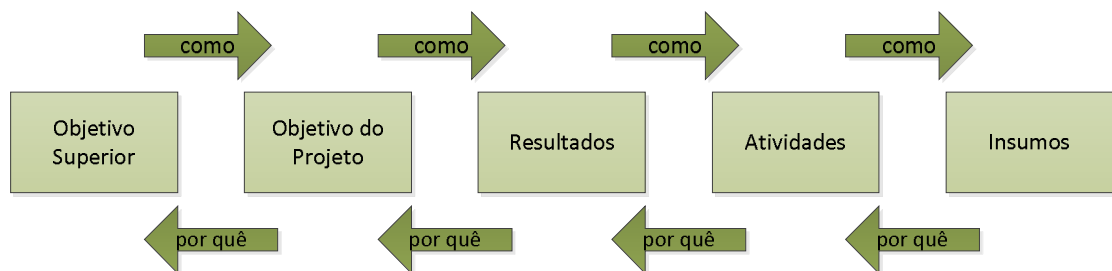 como
como
como
como
Objetivo
Superior
Objetivo do
Projeto
Resultados
Atividades
Insumos
por quê
por quê
por quê
por quê